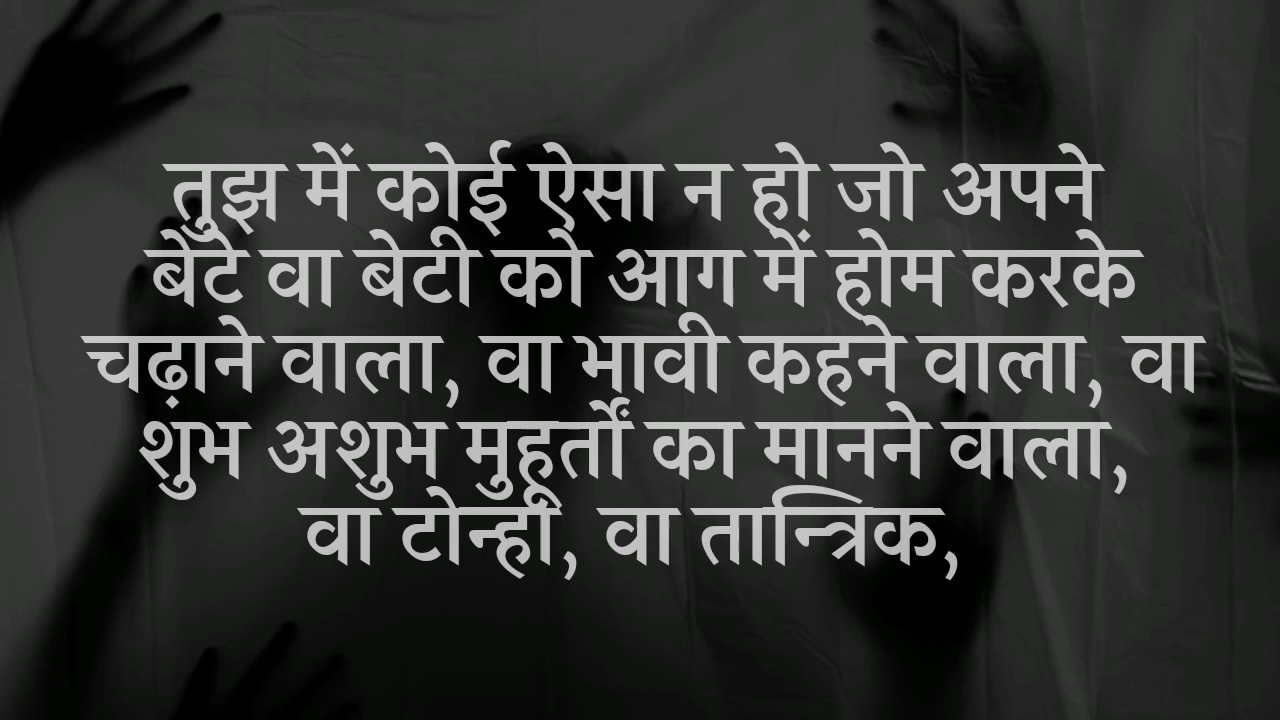 तुझ में कोई ऐसा न हो जो अपने
बेटे वा बेटी को आग में होम करके
चढ़ाने वाला, वा भावी कहने वाला, वा
शुभ अशुभ मुहूर्तों का मानने वाला,
वा टोन्हा, वा तान्त्रिक,